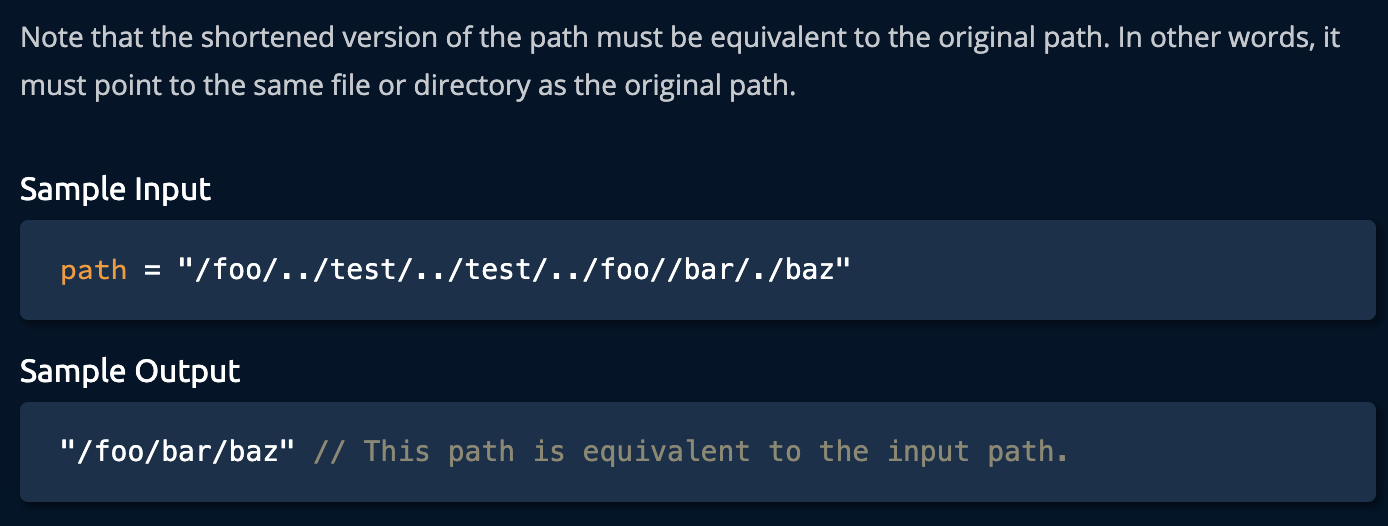 Note that the shortened version of the path must be equivalent to the original path. In other words, it
must point to the same file or directory as the original path.
Sample Input
path = "/foo/../test/../test/../foo//bar/./baz"
Sample Output
"/foo/bar/baz" // This path is equivalent to the input path.